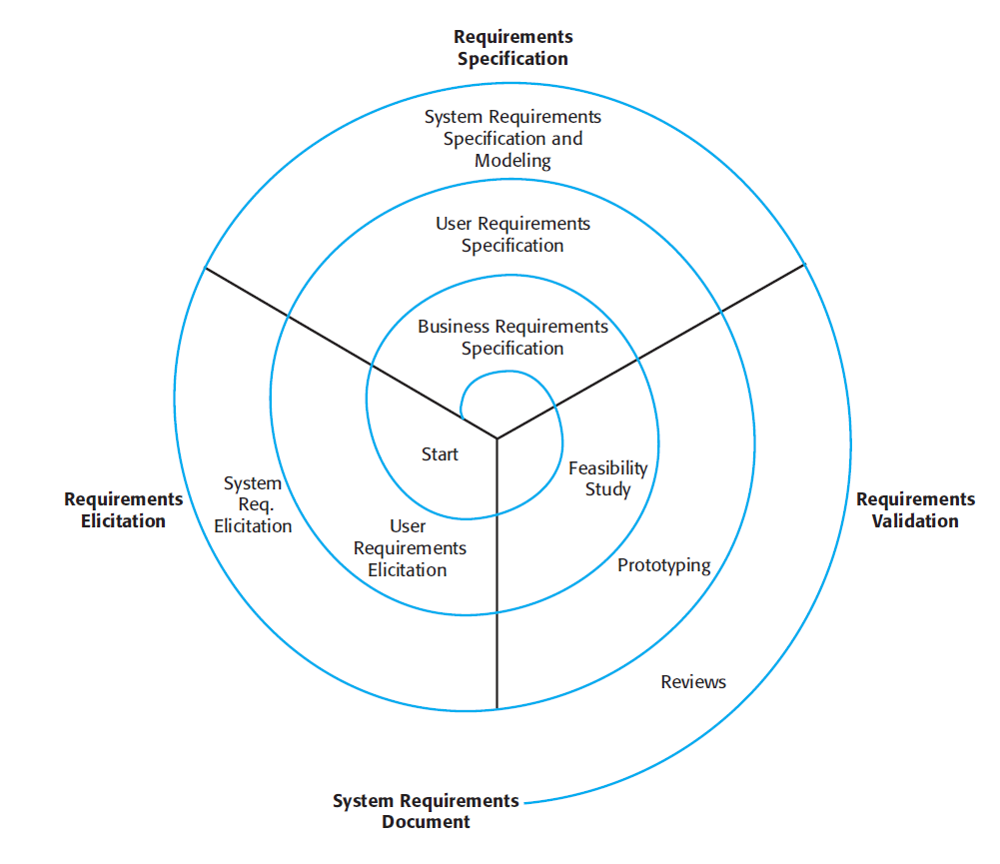 Requirements
Specification
System Requirements
Specification and
Modeling
User Requirements
Specification
Business Requirements
Specification
Start
Feasibility
Study
System
Req.
Elicitation
Requirements
Elicitation
Requirements
Validation
User
Requirements
Elicitation
Prototyping
Reviews
System Requirements
Document